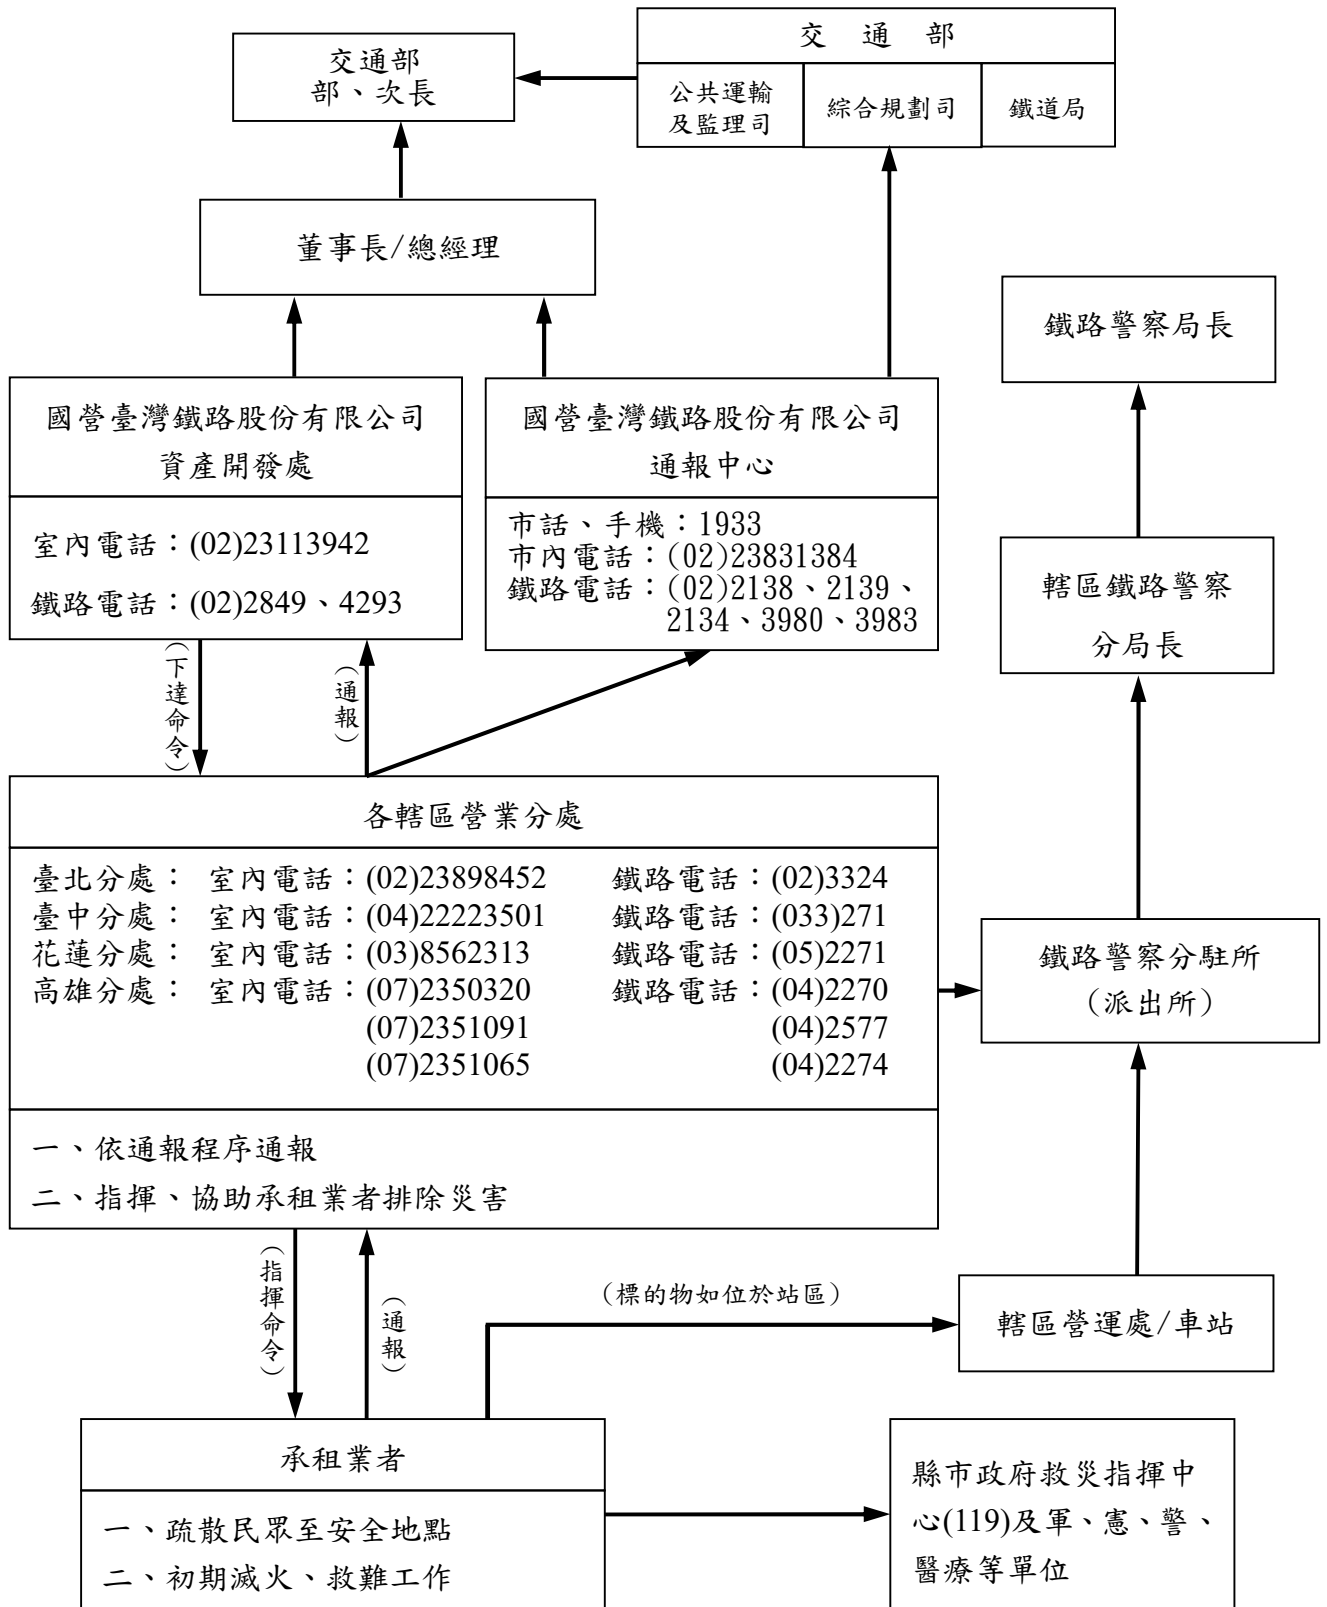 交通部
部、次長
交　通　部
公共運輸
及監理司
綜合規劃司
鐵道局
董事長/總經理
鐵路警察局長
國營臺灣鐵路股份有限公司
資產開發處
室內電話：(02)23113942
鐵路電話：(02)2849、4293
國營臺灣鐵路股份有限公司
通報中心
市話、手機：1933
市內電話：(02)23831384
鐵路電話：(02)2138、2139、
2134、3980、3983
轄區鐵路警察
分局長
（下達命令）
（通報）
各轄區營業分處
臺北分處： 室內電話：(02)23898452 鐵路電話：(02)3324
臺中分處： 室內電話：(04)22223501 鐵路電話：(033)271
花蓮分處： 室內電話：(03)8562313 鐵路電話：(05)2271
高雄分處： 室內電話：(07)2350320 鐵路電話：(04)2270
(07)2351091 (04)2577
(07)2351065 (04)2274
一、依通報程序通報
二、指揮、協助承租業者排除災害
鐵路警察分駐所
（派出所）
（指揮命令）
（通報）
（標的物如位於站區）
轄區營運處/車站
承租業者
一、疏散民眾至安全地點
二、初期滅火、救難工作
縣市政府救災指揮中
心(119)及軍、憲、警、
醫療等單位